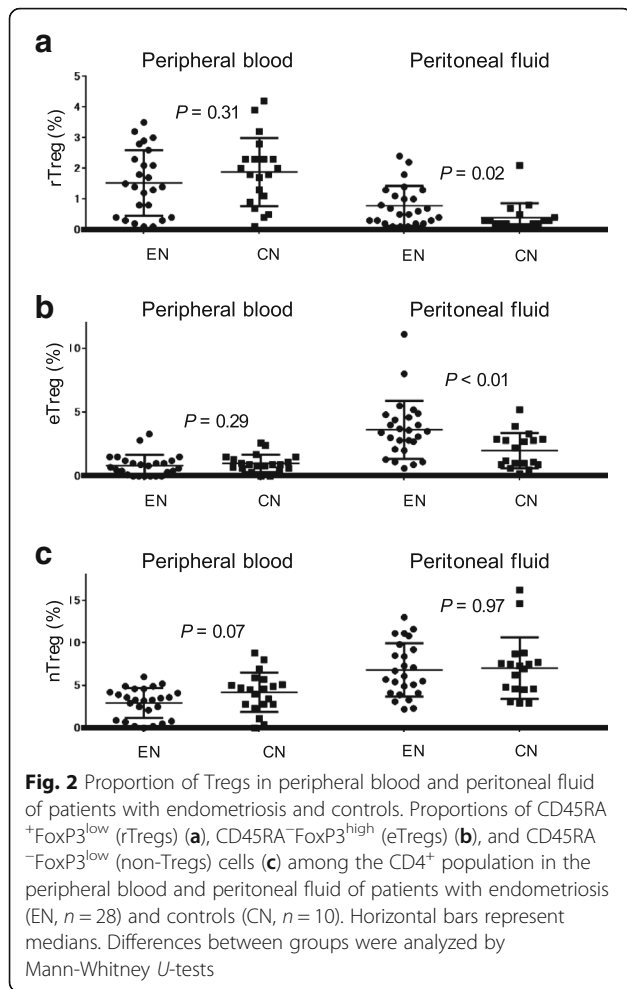 a
Peripheral blood Peritoneal fluid
5
P = 0.31
4
P = 0.02
rTreg (%)
3
2
1
0
EN CN EN CN
b
Peripheral blood Peritoneal fluid
10
P < 0.01
eTreg (%)
P = 0.29
5
0
EN CN EN CN
c
Peripheral blood Peritoneal fluid
15
P = 0.97
P = 0.07
nTreg (%)
10
5
0
EN CN EN CN
Fig. 2 Proportion of Tregs in peripheral blood and peritoneal fluid
of patients with endometriosis and controls. Proportions of CD45RA
⁺FoxP3ˡᵒʷ (rTregs) (a), CD45RA⁻FoxP3ʰⁱᵍʰ (eTregs) (b), and CD45RA
⁻FoxP3ˡᵒʷ (non-Tregs) cells (c) among the CD4⁺ population in the
peripheral blood and peritoneal fluid of patients with endometriosis
(EN, n = 28) and controls (CN, n = 10). Horizontal bars represent
medians. Differences between groups were analyzed by
Mann-Whitney U-tests